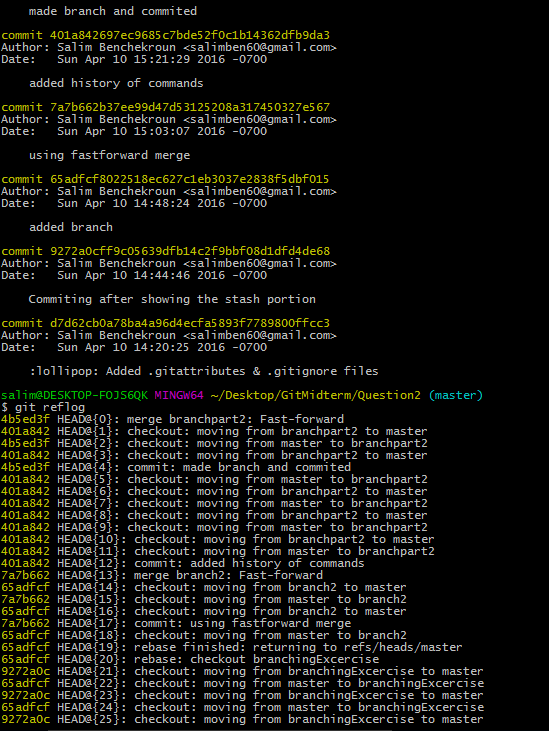 made branch and commited
commit 401a842697ec9685c7bde52f0c1b14362dfb9da3
Author: Salim Benchekroun <salimben60@gmail.com>
Date:   Sun Apr 10 15:21:29 2016 -0700
added history of commands
commit 7a7b662b37ee99d47d53125208a317450327e567
Author: Salim Benchekroun <salimben60@gmail.com>
Date:   Sun Apr 10 15:03:07 2016 -0700
using fastforward merge
commit 65adfcf8022518ec627c1eb3037e2838f5dbf015
Author: Salim Benchekroun <salimben60@gmail.com>
Date:   Sun Apr 10 14:48:24 2016 -0700
added branch
commit 9272a0cff9c05639dfb14c2f9bbf08d1dfd4de68
Author: Salim Benchekroun <salimben60@gmail.com>
Date:   Sun Apr 10 14:44:46 2016 -0700
Commiting after showing the stash portion
commit d7d62cb0a78ba4a96d4ecfa5893f7789800ffcc3
Author: Salim Benchekroun <salimben60@gmail.com>
Date:   Sun Apr 10 14:20:25 2016 -0700
:lollipop: Added .gitattributes & .gitignore files
salim@DESKTOP-FOJS6QK MINGW64 ~/Desktop/GitMidterm/Question2 (master)
$ git reflog
4b5ed3f HEAD@{0}: merge branchpart2: Fast-forward
401a842 HEAD@{1}: checkout: moving from branchpart2 to master
4b5ed3f HEAD@{2}: checkout: moving from master to branchpart2
401a842 HEAD@{3}: checkout: moving from branchpart2 to master
4b5ed3f HEAD@{4}: commit: made branch and commited
401a842 HEAD@{5}: checkout: moving from master to branchpart2
401a842 HEAD@{6}: checkout: moving from branchpart2 to master
401a842 HEAD@{7}: checkout: moving from master to branchpart2
401a842 HEAD@{8}: checkout: moving from branchpart2 to master
401a842 HEAD@{9}: checkout: moving from master to branchpart2
401a842 HEAD@{10}: checkout: moving from branchpart2 to master
401a842 HEAD@{11}: checkout: moving from master to branchpart2
401a842 HEAD@{12}: commit: added history of commands
7a7b662 HEAD@{13}: merge branch2: Fast-forward
65adfcf HEAD@{14}: checkout: moving from branch2 to master
7a7b662 HEAD@{15}: checkout: moving from master to branch2
65adfcf HEAD@{16}: checkout: moving from branch2 to master
7a7b662 HEAD@{17}: commit: using fastforward merge
65adfcf HEAD@{18}: checkout: moving from master to branch2
65adfcf HEAD@{19}: rebase finished: returning to refs/heads/master
65adfcf HEAD@{20}: rebase: checkout branchingExcercise
9272a0c HEAD@{21}: checkout: moving from branchingExcercise to master
65adfcf HEAD@{22}: checkout: moving from master to branchingExcercise
9272a0c HEAD@{23}: checkout: moving from branchingExcercise to master
65adfcf HEAD@{24}: checkout: moving from master to branchingExcercise
9272a0c HEAD@{25}: checkout: moving from branchingExcercise to master